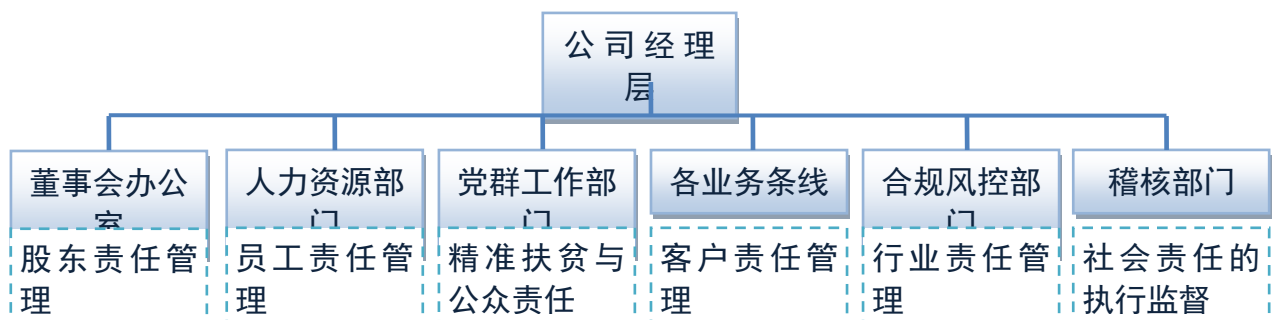 公司经理
层
董事会办公
室
人力资源部
门
党群工作部
门
各业务条线
合规风控部
门
稽核部门
股东责任管
理
员工责任管
理
精准扶贫与
公众责任
客户责任管
理
行业责任管
理
社会责任的
执行监督